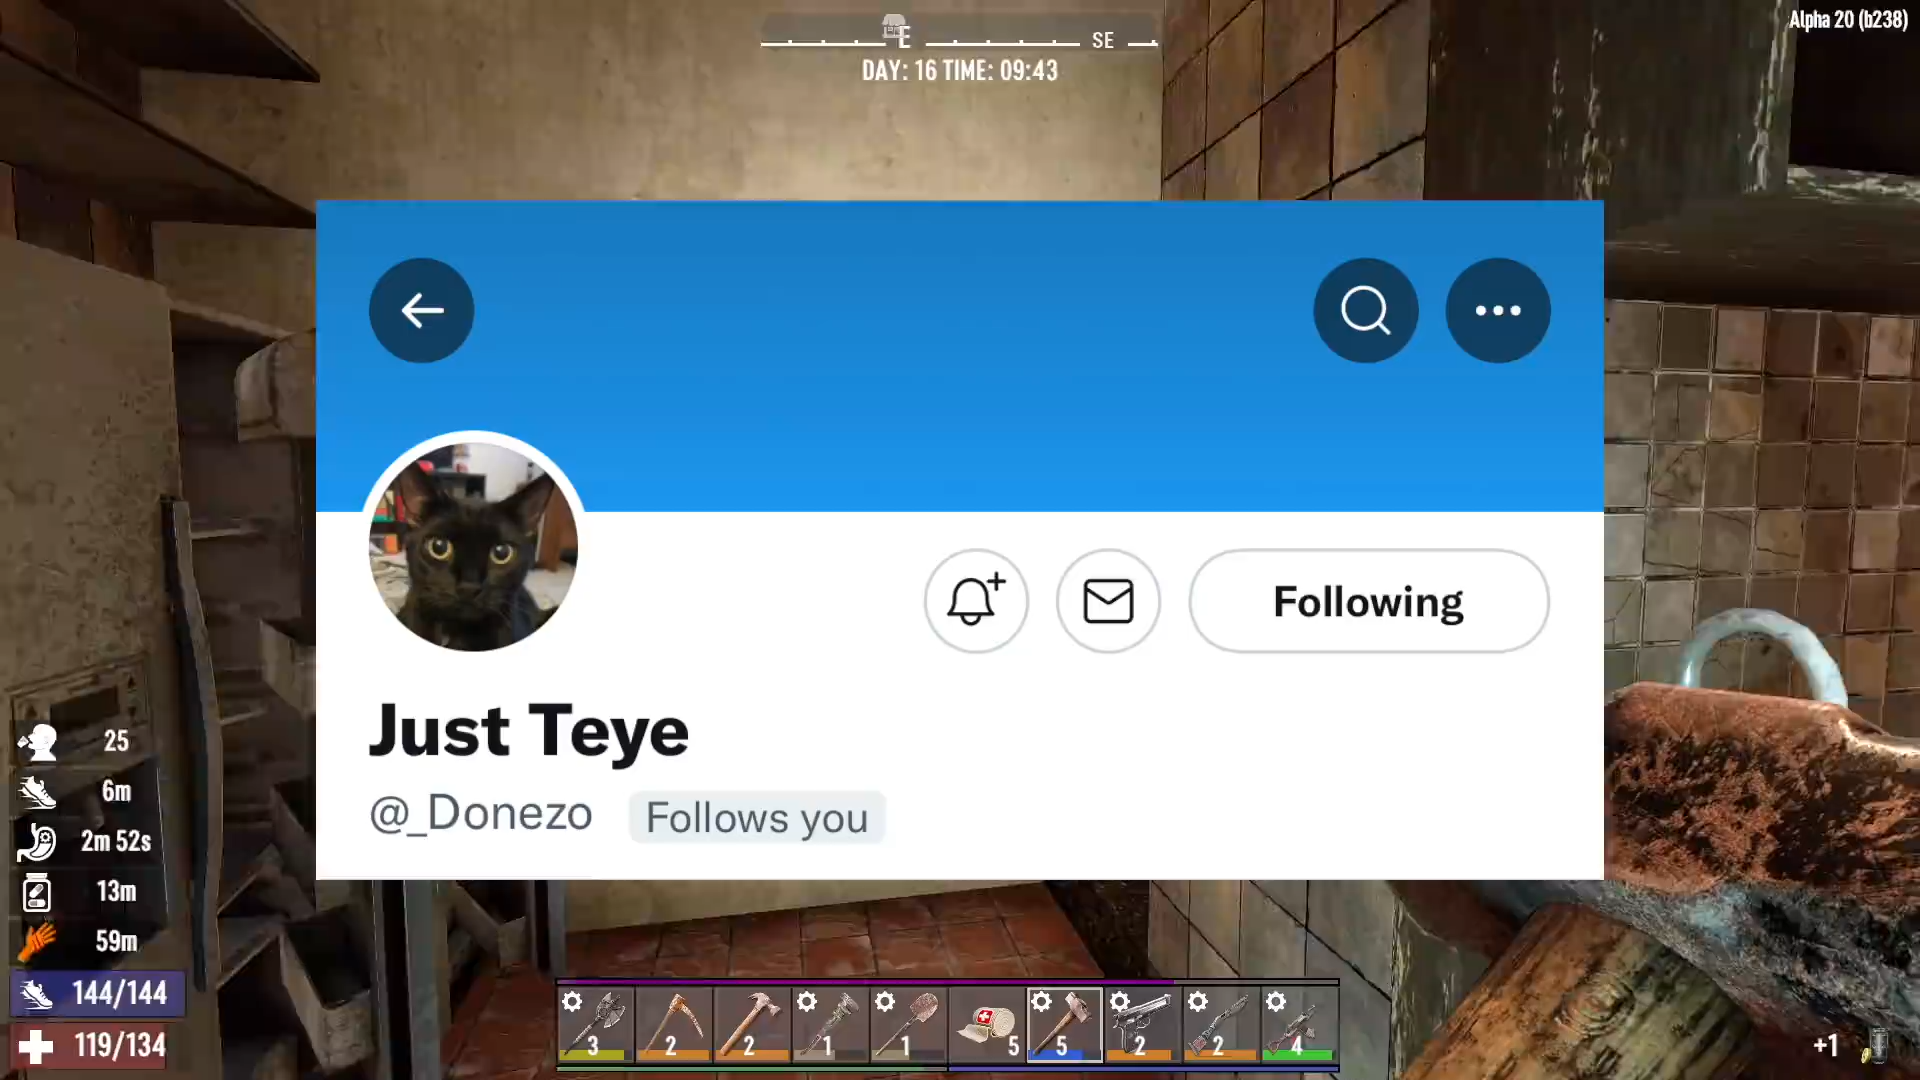 Alpha 20 (b238)
E SE
DAY: 16 TIME: 09:43
Following
Just Teye
@_Donezo Follows you
25
6m
2m 52s
13m
59m
144/144
119/134
3 2 2 1 1 5 5 2 2 4
+1